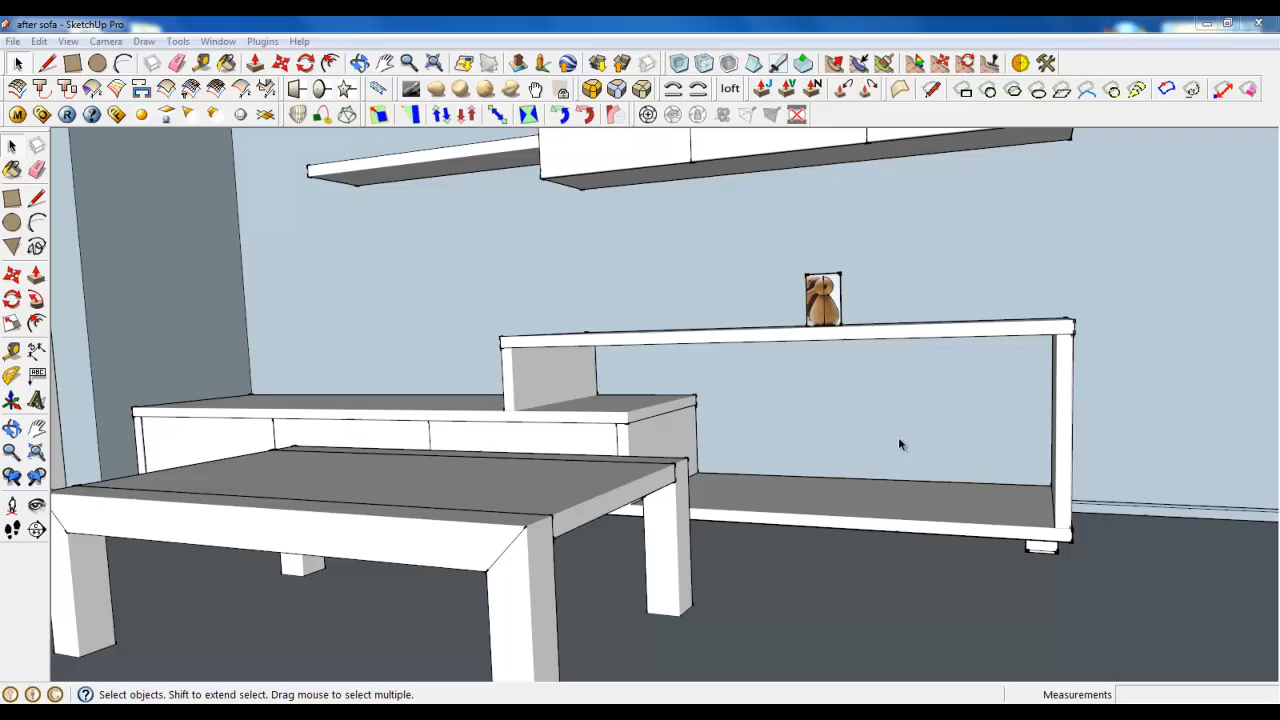 after sofa - SketchUp Pro
File Edit View Camera Draw Tools Window Plugins Help
loft
M R ?
ABC
? Select objects. Shift to extend select. Drag mouse to select multiple. Measurements